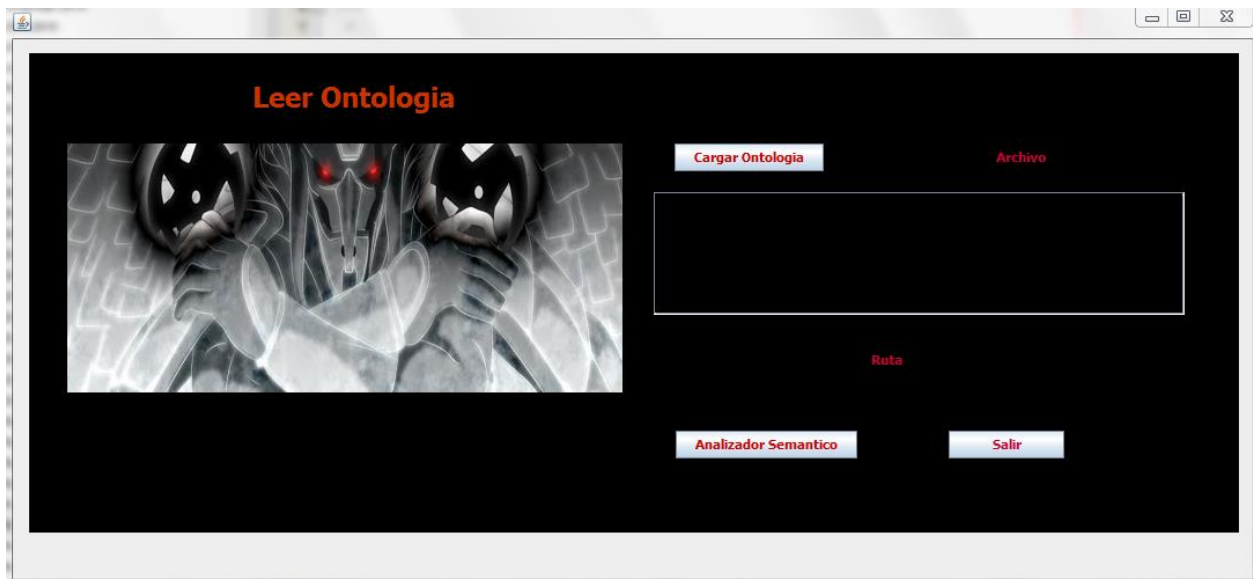 Leer Ontologia
Cargar Ontologia
Archivo
Ruta
Analizador Semantico
Salir